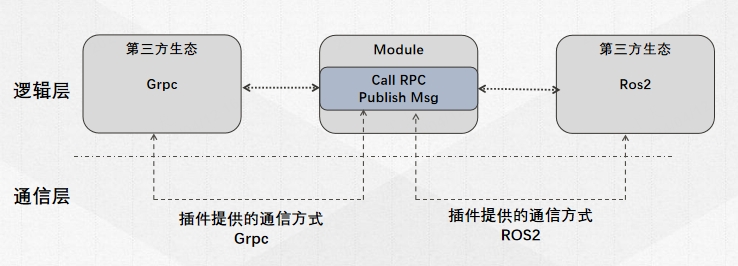 第三方生态
Grpc
Module
Call RPC
Publish Msg
第三方生态
Ros2
逻辑层
通信层
插件提供的通信方式
Grpc
插件提供的通信方式
ROS2